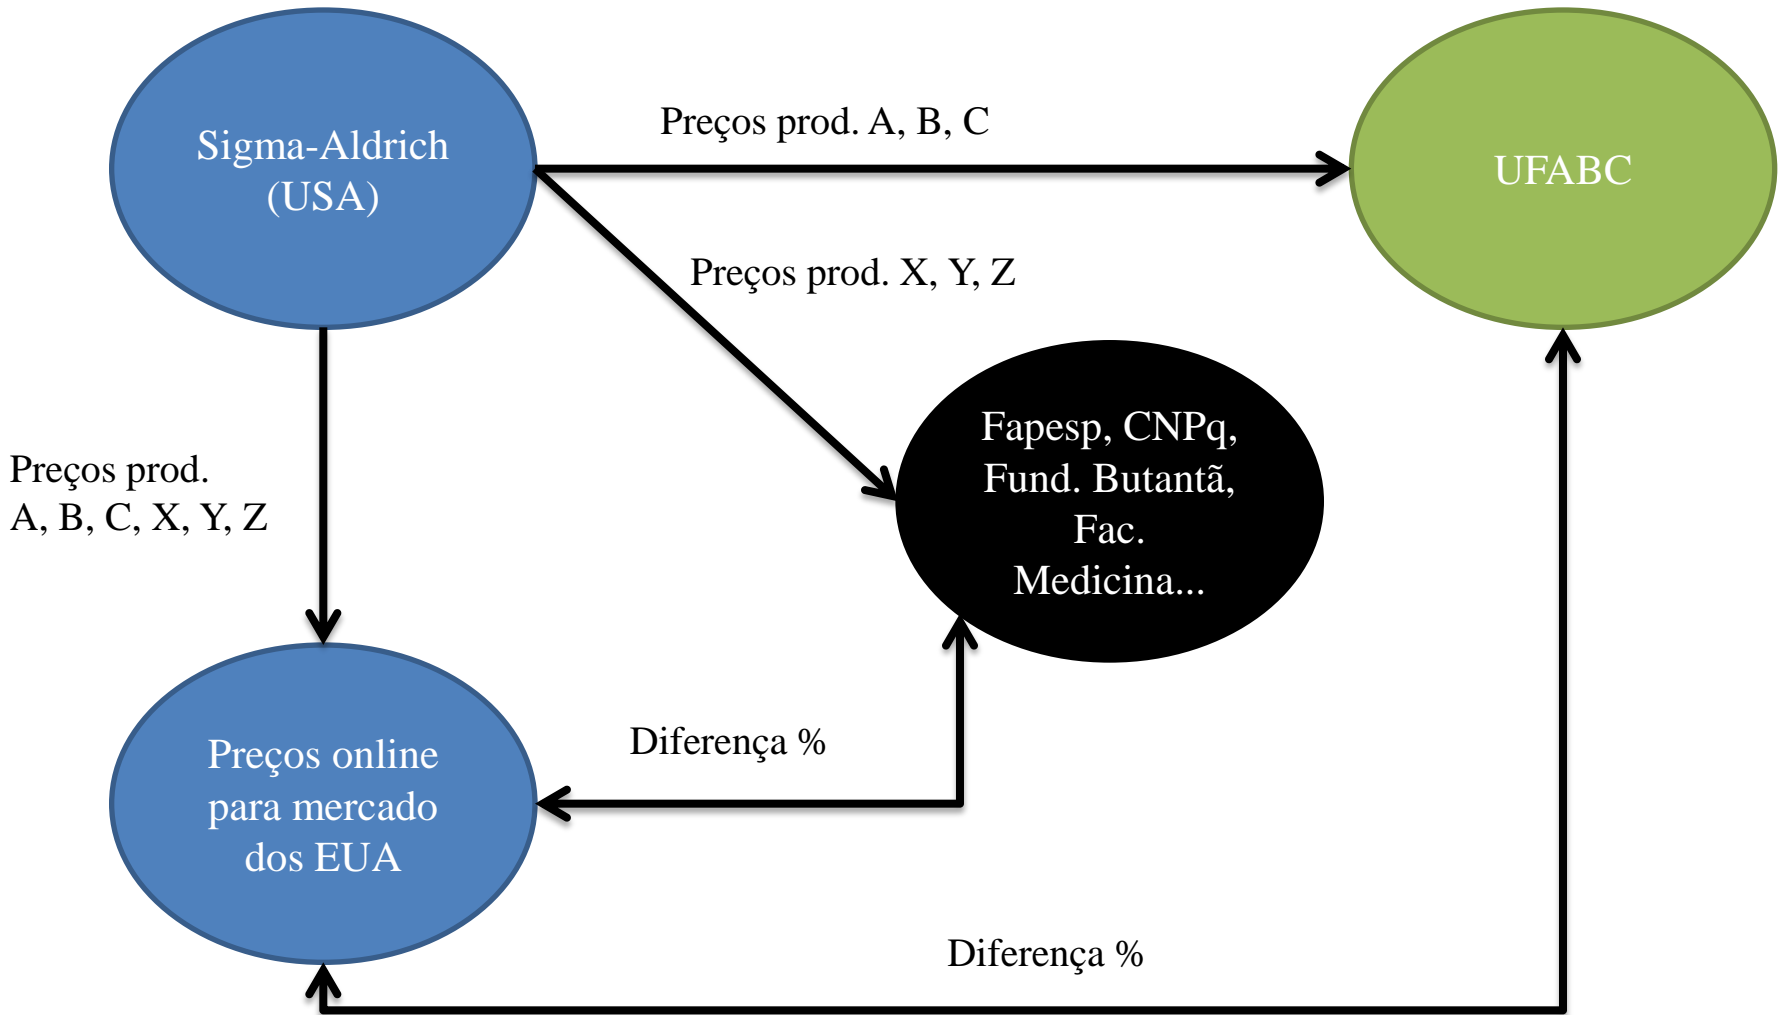 Sigma-Aldrich
(USA)
Preços prod. A, B, C
UFABC
Preços prod. X, Y, Z
Fapesp, CNPq,
Fund. Butantã,
Fac.
Medicina...
Preços prod.
A, B, C, X, Y, Z
Diferença %
Preços online
para mercado
dos EUA
Diferença %